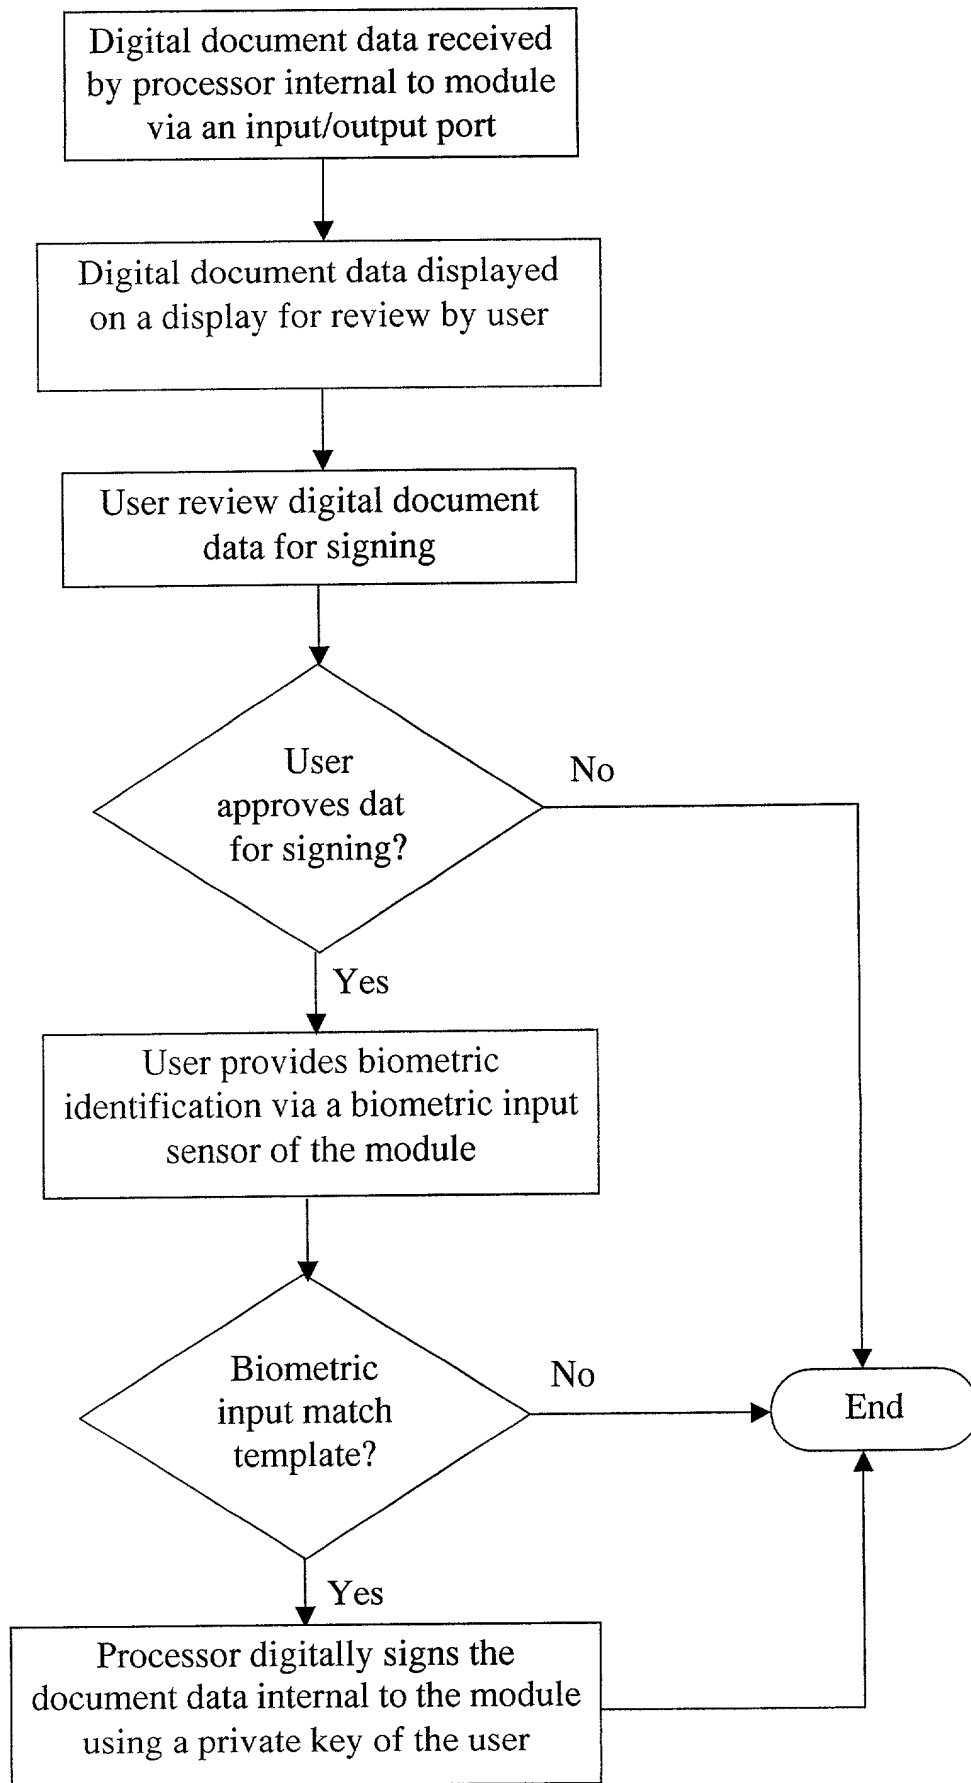 Digital document data received
by processor internal to module
via an input/output port
Digital document data displayed
on a display for review by user
User review digital document
data for signing
User
approves dat
for signing?
No
Yes
User provides biometric
identification via a biometric input
sensor of the module
Biometric
input match
template?
No
End
Yes
Processor digitally signs the
document data internal to the module
using a private key of the user